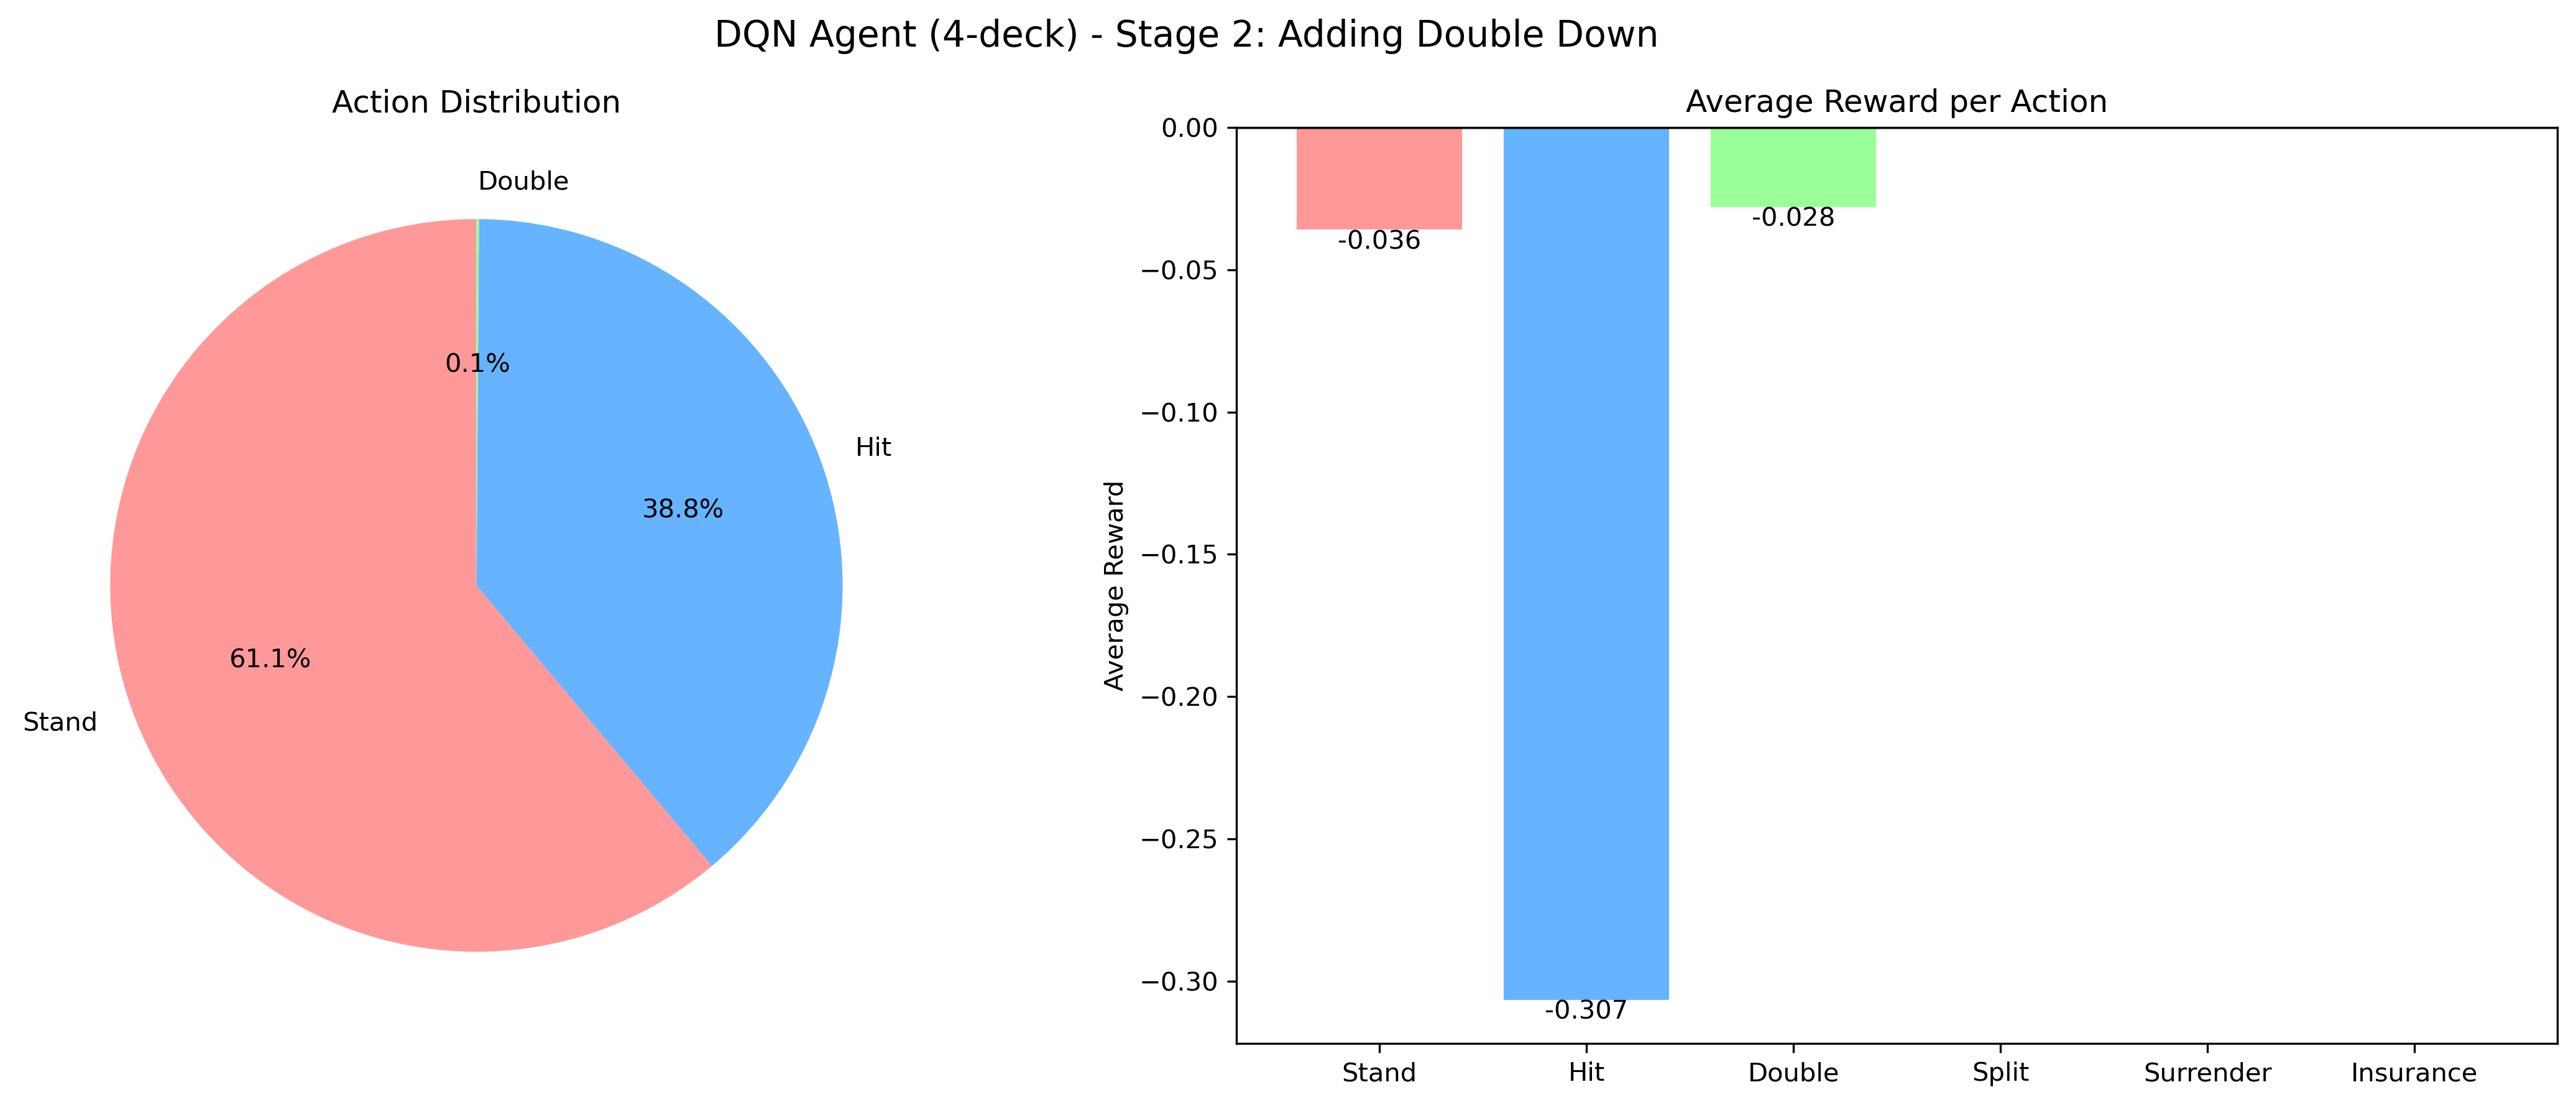 DQN Agent (4-deck) - Stage 2: Adding Double Down
Action Distribution
Double
0.1%
Hit
38.8%
61.1%
Stand
Average Reward per Action
Average Reward
0.00
−0.05
−0.10
−0.15
−0.20
−0.25
−0.30
-0.036
-0.307
-0.028
Stand
Hit
Double
Split
Surrender
Insurance